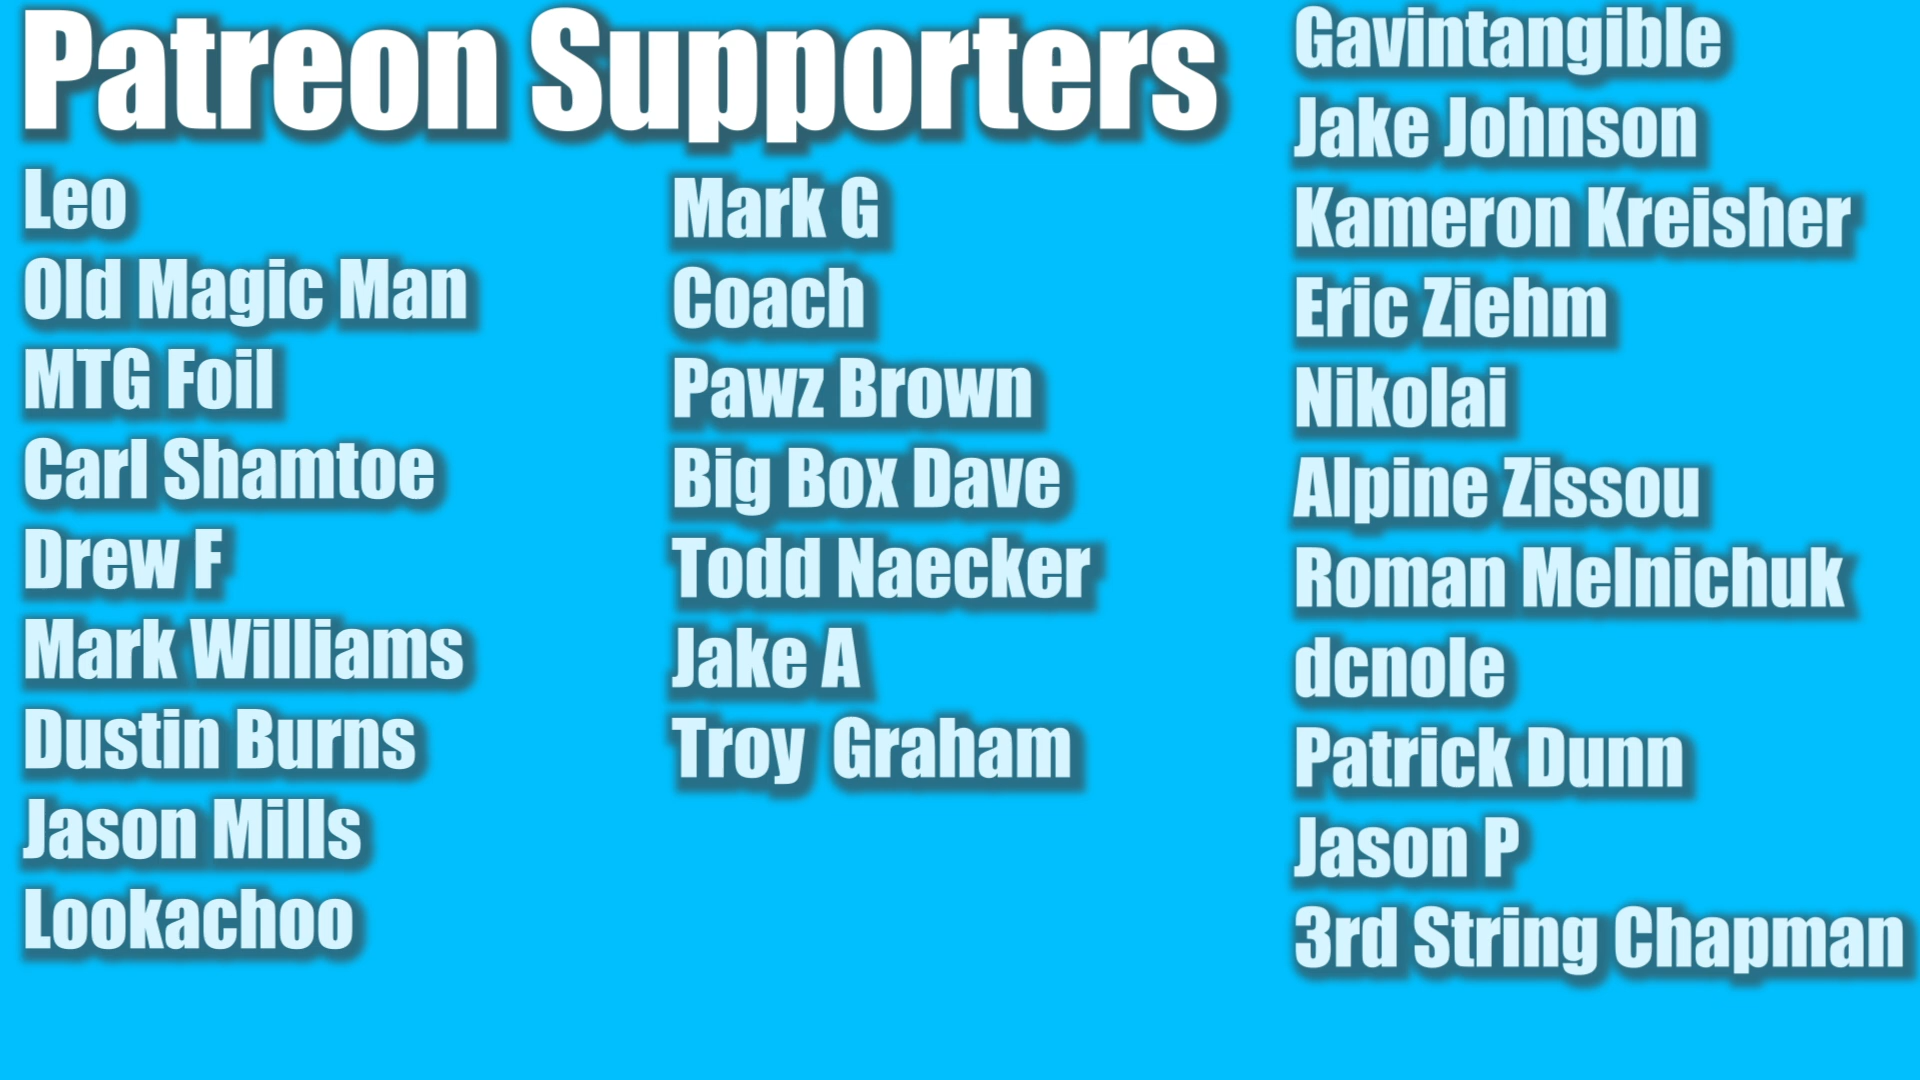 Patreon Supporters
Leo
Old Magic Man
MTG Foil
Carl Shamtoe
Drew F
Mark Williams
Dustin Burns
Jason Mills
Lookachoo
Mark G
Coach
Pawz Brown
Big Box Dave
Todd Naecker
Jake A
Troy  Graham
Gavintangible
Jake Johnson
Kameron Kreisher
Eric Ziehm
Nikolai
Alpine Zissou
Roman Melnichuk
dcnole
Patrick Dunn
Jason P
3rd String Chapman